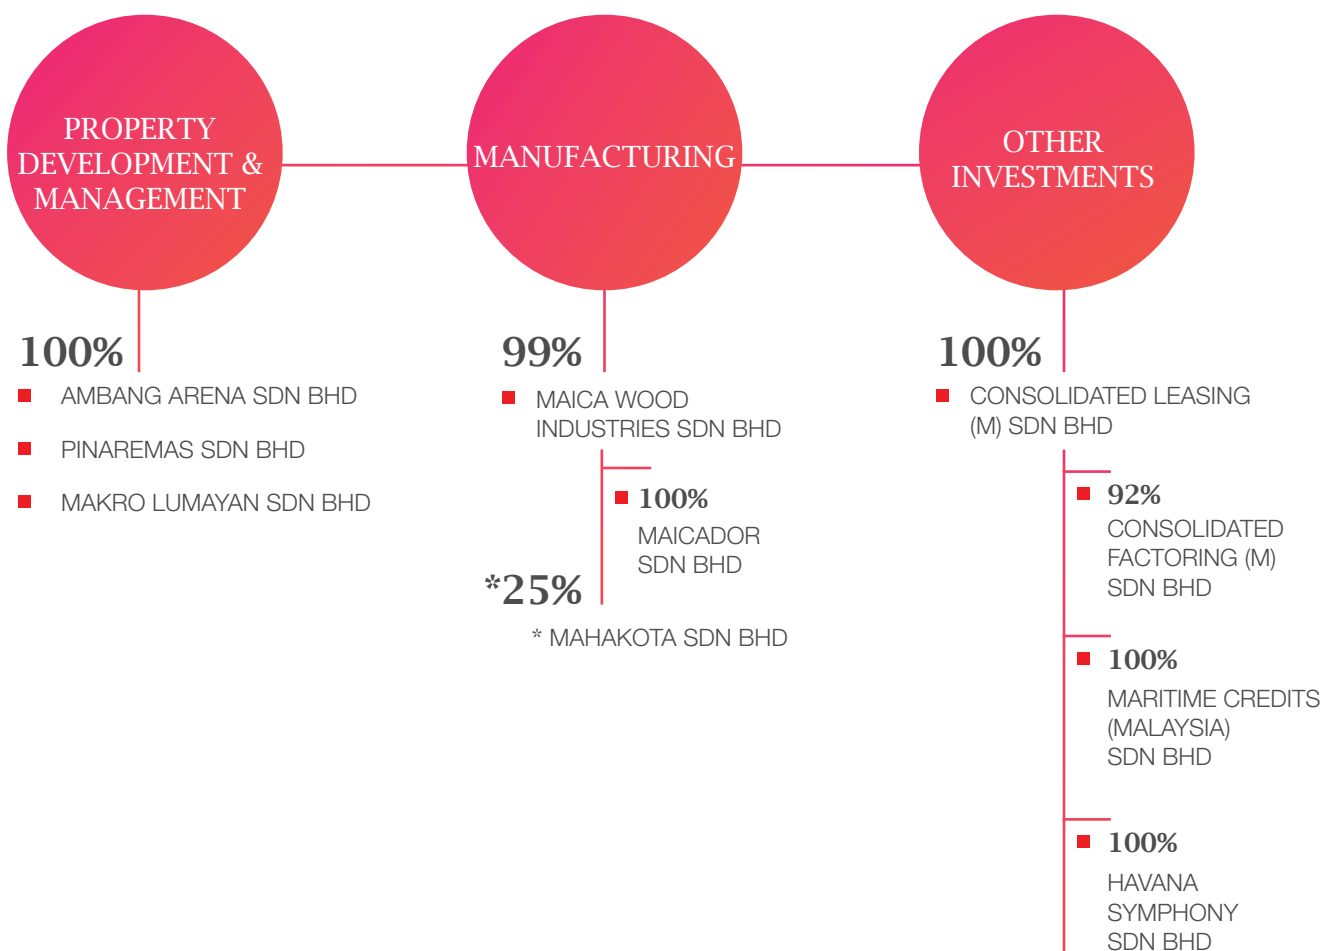 PROPERTY
DEVELOPMENT &
MANAGEMENT
MANUFACTURING
OTHER
INVESTMENTS
100%
AMBANG ARENA SDN BHD
PINAREMAS SDN BHD
MAKRO LUMAYAN SDN BHD
99%
MAICA WOOD
INDUSTRIES SDN BHD
100%
MAICADOR
SDN BHD
*25%
* MAHAKOTA SDN BHD
100%
CONSOLIDATED LEASING
(M) SDN BHD
92%
CONSOLIDATED
FACTORING (M)
SDN BHD
100%
MARITIME CREDITS
(MALAYSIA)
SDN BHD
100%
HAVANA
SYMPHONY
SDN BHD